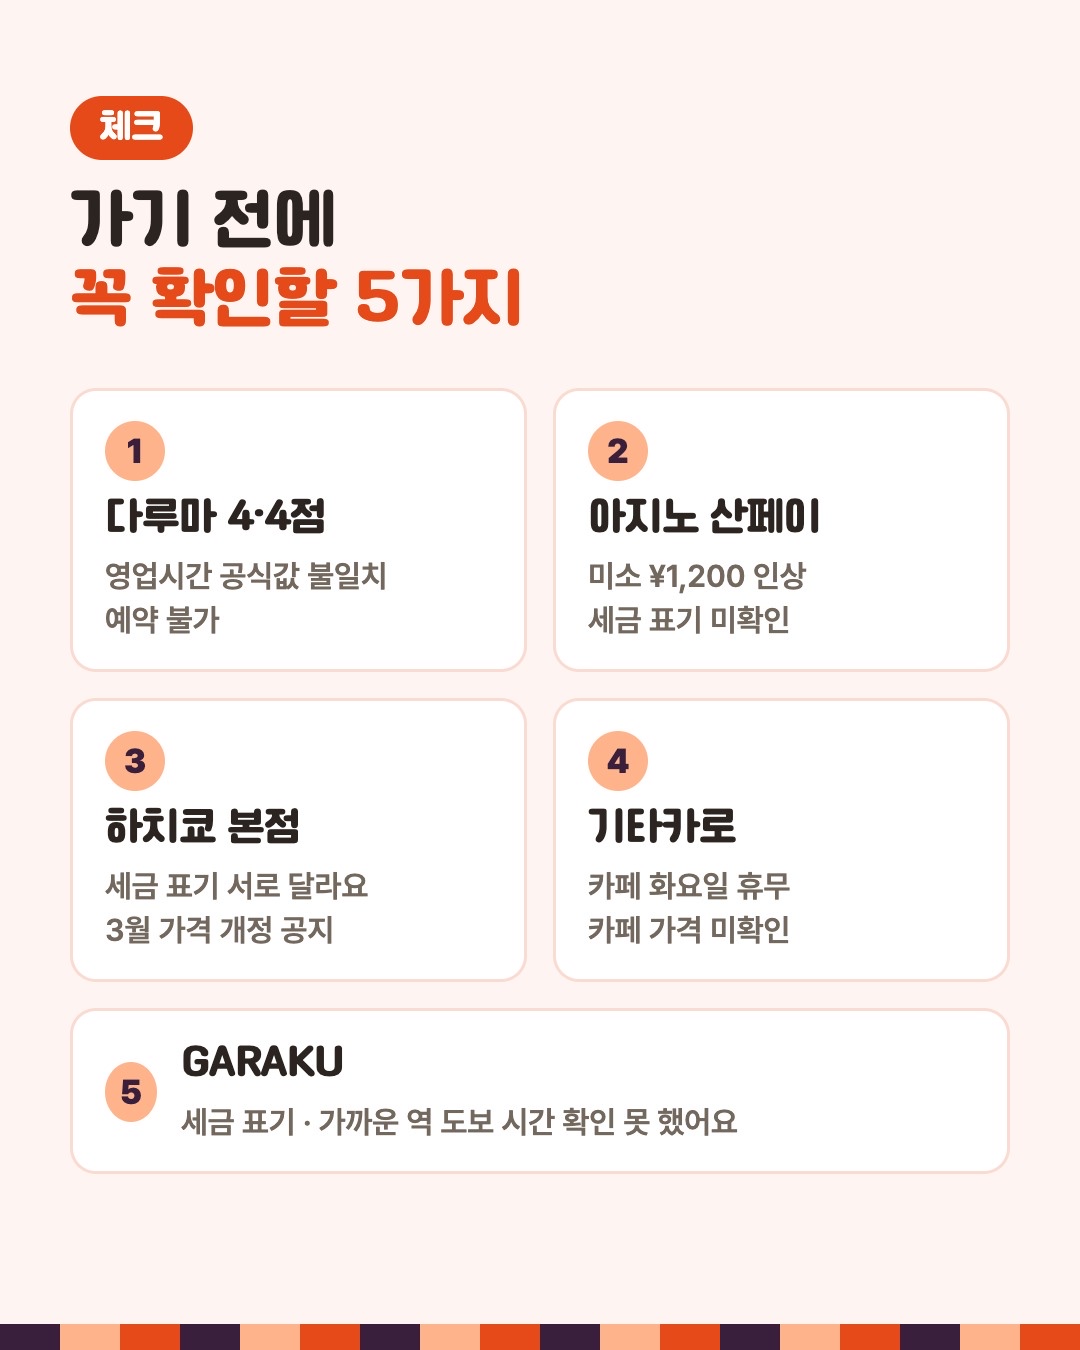 체크
가기 전에
꼭 확인할 5가지
1
다루마 4·4점
영업시간 공식값 불일치
예약 불가
2
아지노 산페이
미소 ¥1,200 인상
세금 표기 미확인
3
하치쿄 본점
세금 표기 서로 달라요
3월 가격 개정 공지
4
기타카로
카페 화요일 휴무
카페 가격 미확인
5
GARAKU
세금 표기 · 가까운 역 도보 시간 확인 못 했어요